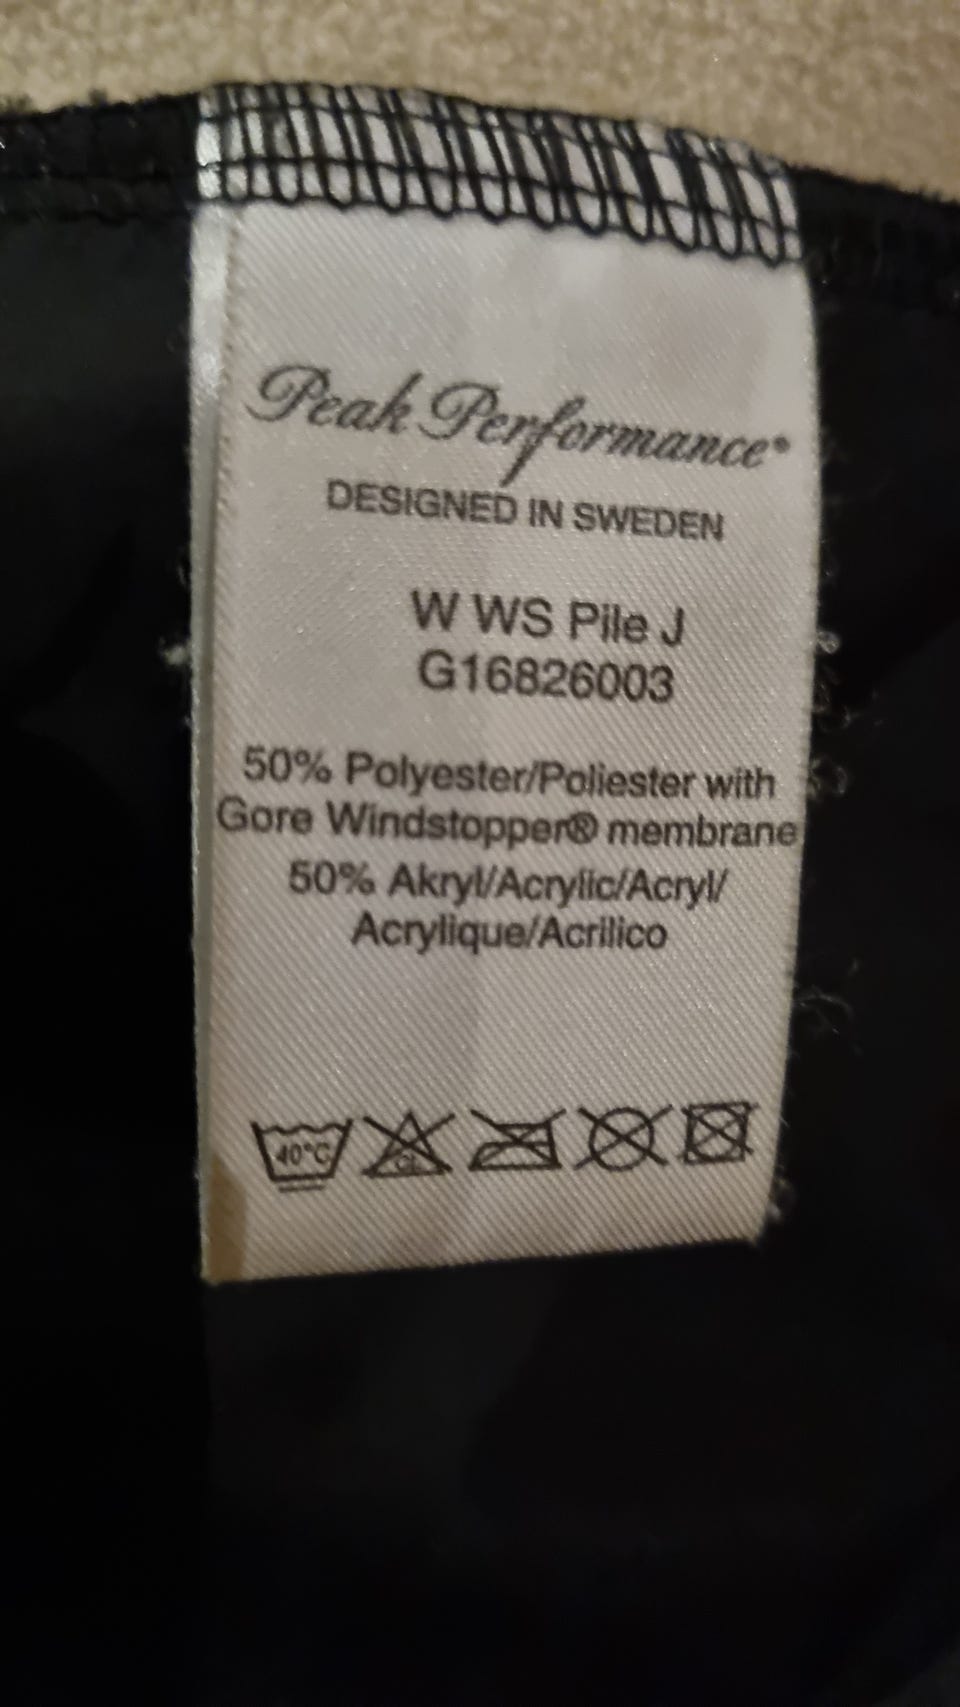 Peak Performance®
DESIGNED IN SWEDEN
W WS Pile J
G16826003
50% Polyester/Poliester with
Gore Windstopper® membrane
50% Akryl/Acrylic/Acryl/
Acrylique/Acrilico
40°C CL